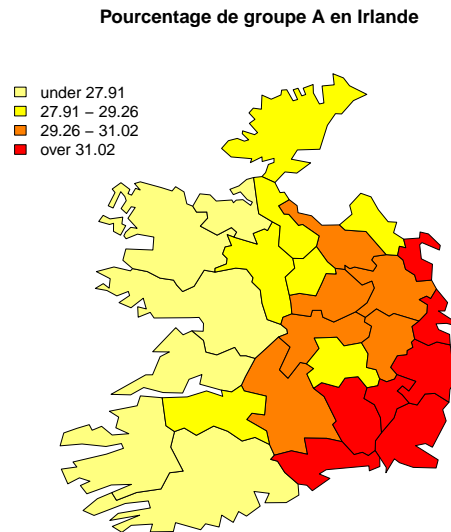 Pourcentage de groupe A en Irlande
under 27.91
27.91 – 29.26
29.26 – 31.02
over 31.02